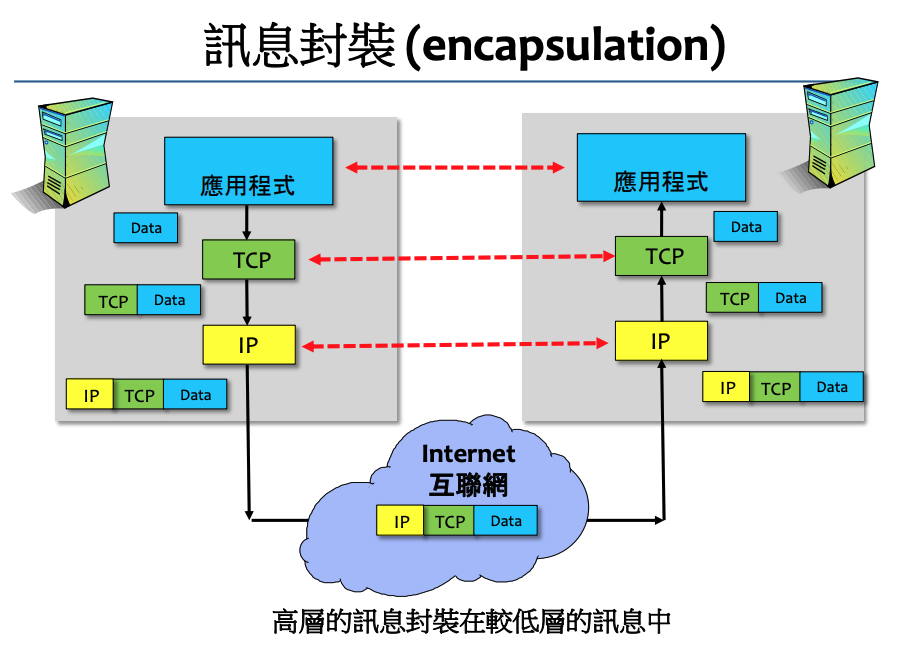 訊息封裝 (encapsulation)
應用程式
應用程式
Data
Data
TCP
TCP
TCP Data
TCP Data
IP
IP
IP TCP Data
IP TCP Data
Internet
互聯網
IP TCP Data
高層的訊息封裝在較低層的訊息中